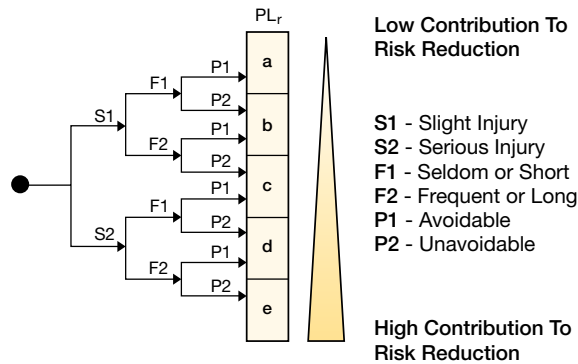 PLr
Low Contribution To
Risk Reduction
a
P1
F1
P2
b
S1
P1
F2
P2
c
P1
F1
P2
d
S2
P1
F2
P2
e
S1 - Slight Injury
S2 - Serious Injury
F1 - Seldom or Short
F2 - Frequent or Long
P1 - Avoidable
P2 - Unavoidable
High Contribution To
Risk Reduction